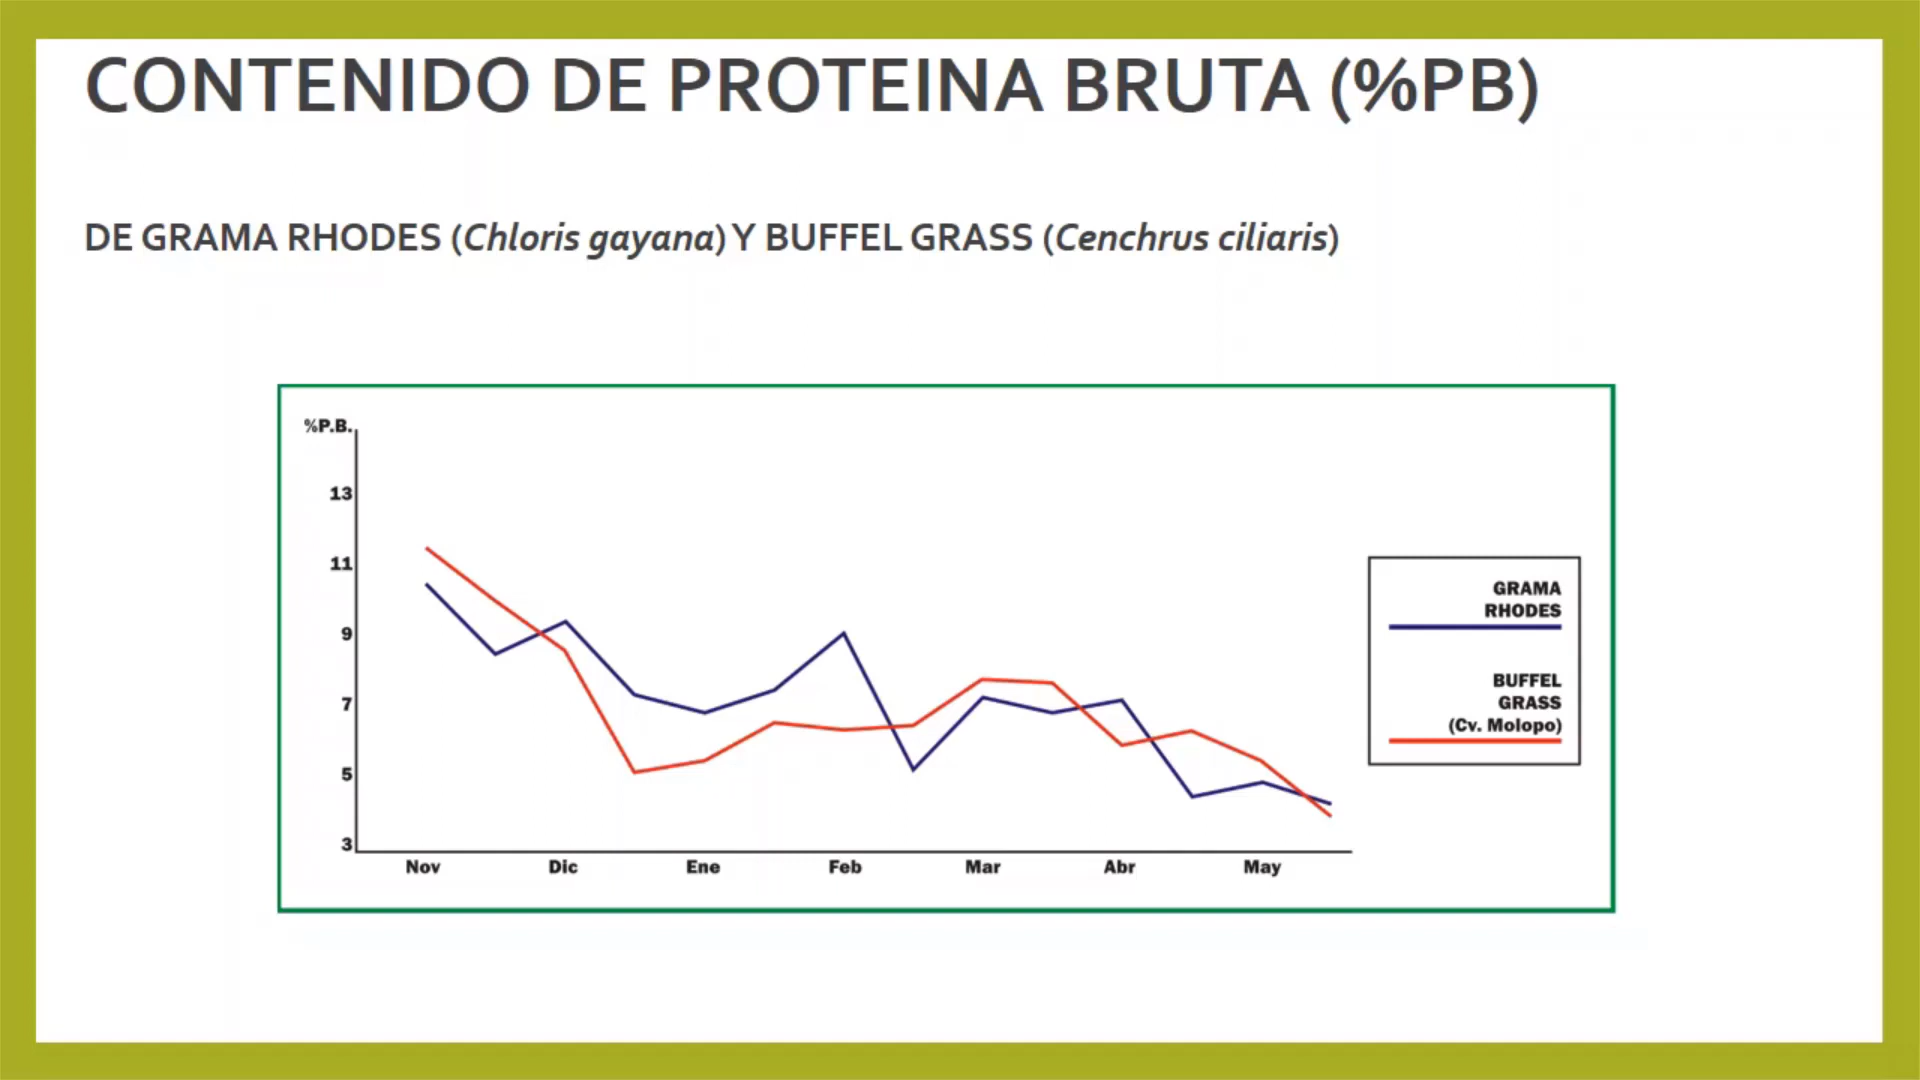 CONTENIDO DE PROTEINA BRUTA (%PB)
DE GRAMA RHODES (Chloris gayana) Y BUFFEL GRASS (Cenchrus ciliaris)
%P.B.
13
11
9
7
5
3
Nov Dic Ene Feb Mar Abr May
GRAMA
RHODES
BUFFEL
GRASS
(Cv. Molopo)